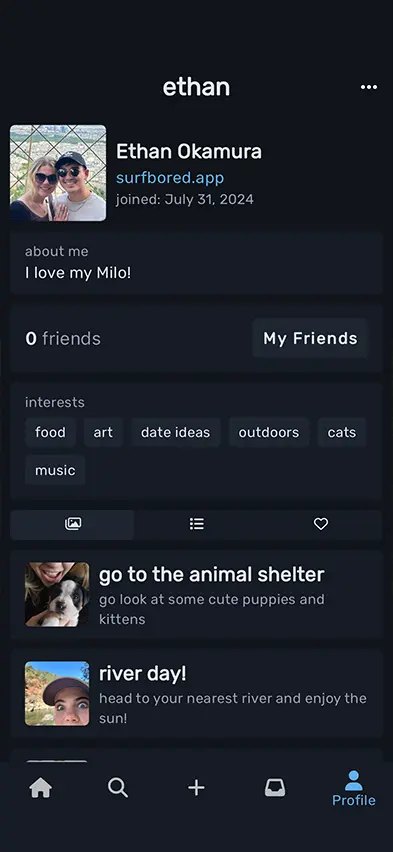 ethan
Ethan Okamura
surfbored.app
joined: July 31, 2024
about me
I love my Milo!
0 friends
My Friends
interests
food art date ideas outdoors cats
music
go to the animal shelter
go look at some cute puppies and
kittens
river day!
head to your nearest river and enjoy the
sun!
Profile